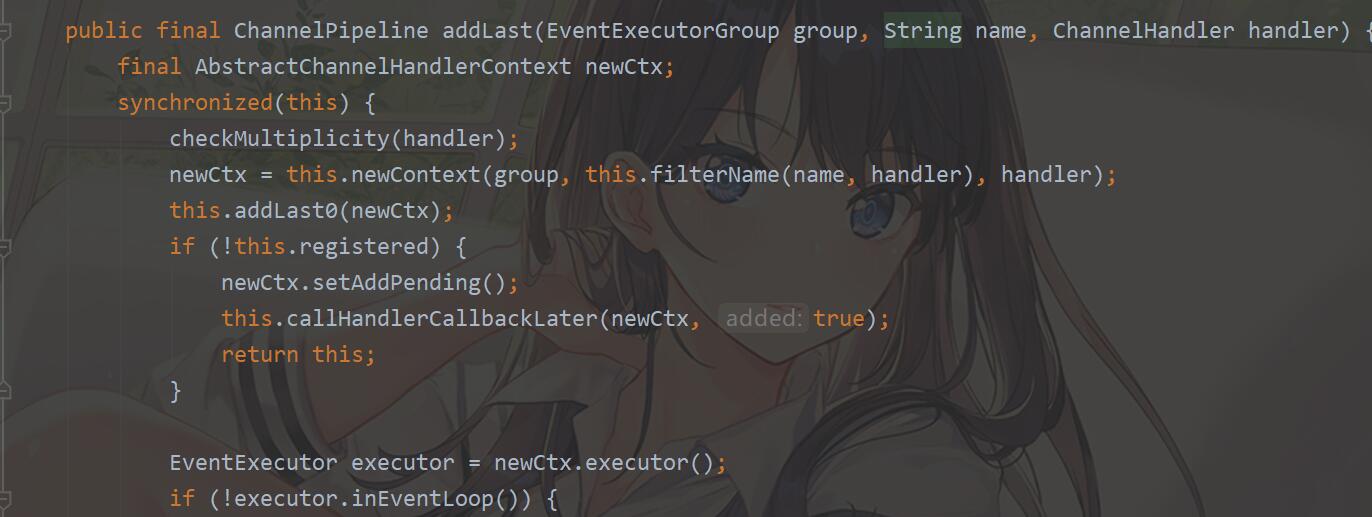 public final ChannelPipeline addLast(EventExecutorGroup group, String name, ChannelHandler handler) {
final AbstractChannelHandlerContext newCtx;
synchronized(this) {
checkMultiplicity(handler);
newCtx = this.newContext(group, this.filterName(name, handler), handler);
this.addLast0(newCtx);
if (!this.registered) {
newCtx.setAddPending();
this.callHandlerCallbackLater(newCtx, added: true);
return this;
}
EventExecutor executor = newCtx.executor();
if (!executor.inEventLoop()) {